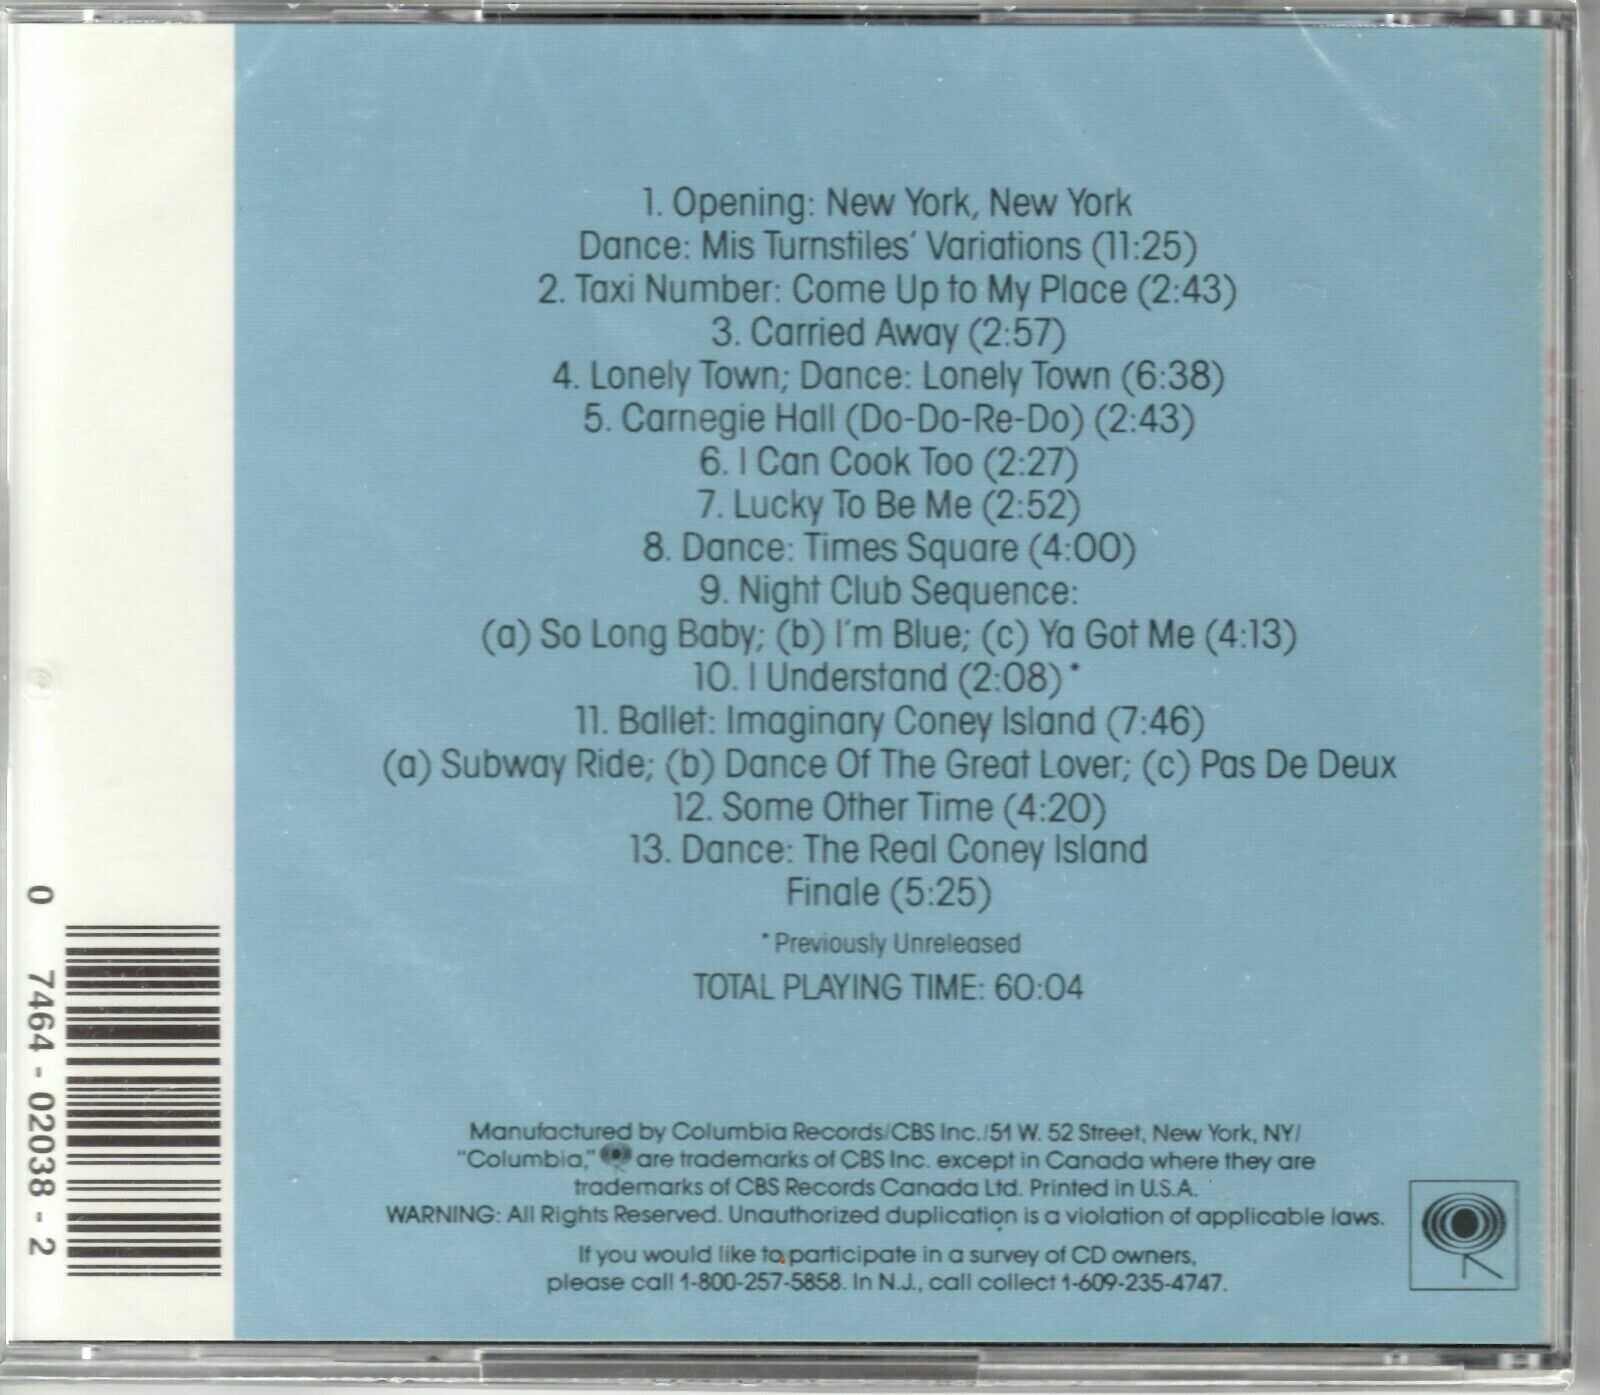 1. Opening: New York, New York
Dance: Mis Turnstiles' Variations (11:25)
2. Taxi Number: Come Up to My Place (2:43)
3. Carried Away (2:57)
4. Lonely Town; Dance: Lonely Town (6:38)
5. Carnegie Hall (Do-Do-Re-Do) (2:43)
6. I Can Cook Too (2:27)
7. Lucky To Be Me (2:52)
8. Dance: Times Square (4:00)
9. Night Club Sequence:
(a) So Long Baby; (b) I'm Blue; (c) Ya Got Me (4:13)
10. I Understand (2:08)*
11. Ballet: Imaginary Coney Island (7:46)
(a) Subway Ride; (b) Dance Of The Great Lover; (c) Pas De Deux
12. Some Other Time (4:20)
13. Dance: The Real Coney Island
Finale (5:25)
*Previously Unreleased
TOTAL PLAYING TIME: 60:04
Manufactured by Columbia Records/CBS Inc./51 W. 52 Street, New York, NY/
"Columbia," are trademarks of CBS Inc. except in Canada where they are
trademarks of CBS Records Canada Ltd. Printed in U.S.A.
WARNING: All Rights Reserved. Unauthorized duplication is a violation of applicable laws.
If you would like to participate in a survey of CD owners,
please call 1-800-257-5858. In N.J., call collect 1-609-235-4747.
0 7464-02038-2